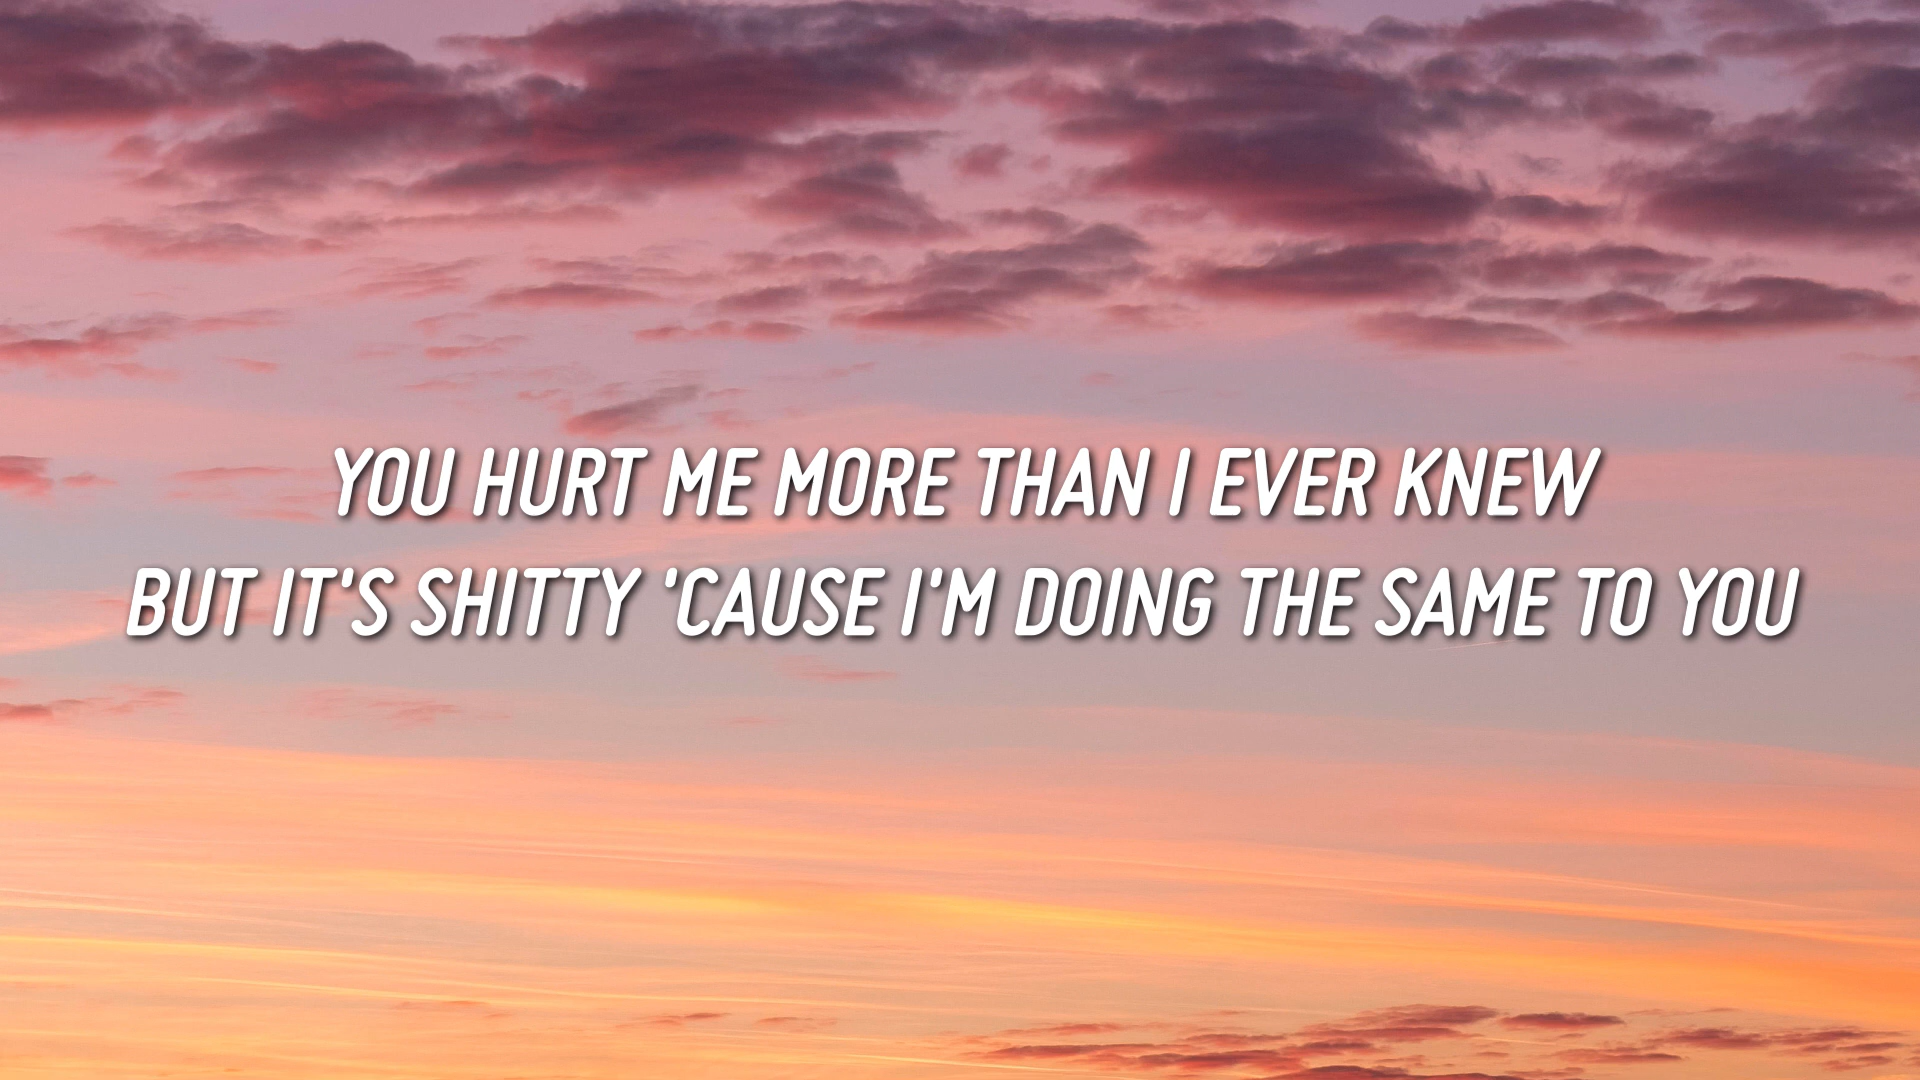 YOU HURT ME MORE THAN I EVER KNEW
BUT IT'S SHITTY 'CAUSE I'M DOING THE SAME TO YOU